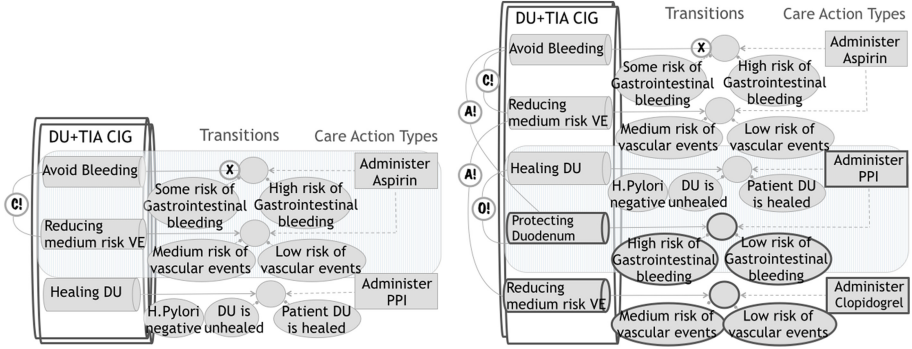 DU+TIA CIG
Transitions
Care Action Types
Avoid Bleeding
X
Administer
Aspirin
Some risk of
Gastrointestinal
bleeding
High risk of
Gastrointestinal
bleeding
C!
Reducing
medium risk VE
Medium risk of
vascular events
Low risk of
vascular events
Healing DU
Administer
PPI
H.Pylori
negative
DU is
unhealed
Patient DU
is healed
DU+TIA CIG
Transitions
Care Action Types
Avoid Bleeding
X
Administer
Aspirin
Some risk of
Gastrointestinal
bleeding
High risk of
Gastrointestinal
bleeding
C!
A!
Reducing
medium risk VE
Medium risk of
vascular events
Low risk of
vascular events
Healing DU
Administer
PPI
A!
H.Pylori
negative
DU is
unhealed
Patient DU
is healed
O!
Protecting
Duodenum
High risk of
Gastrointestinal
bleeding
Low risk of
Gastrointestinal
bleeding
Reducing
medium risk VE
Administer
Clopidogrel
Medium risk of
vascular events
Low risk of
vascular events